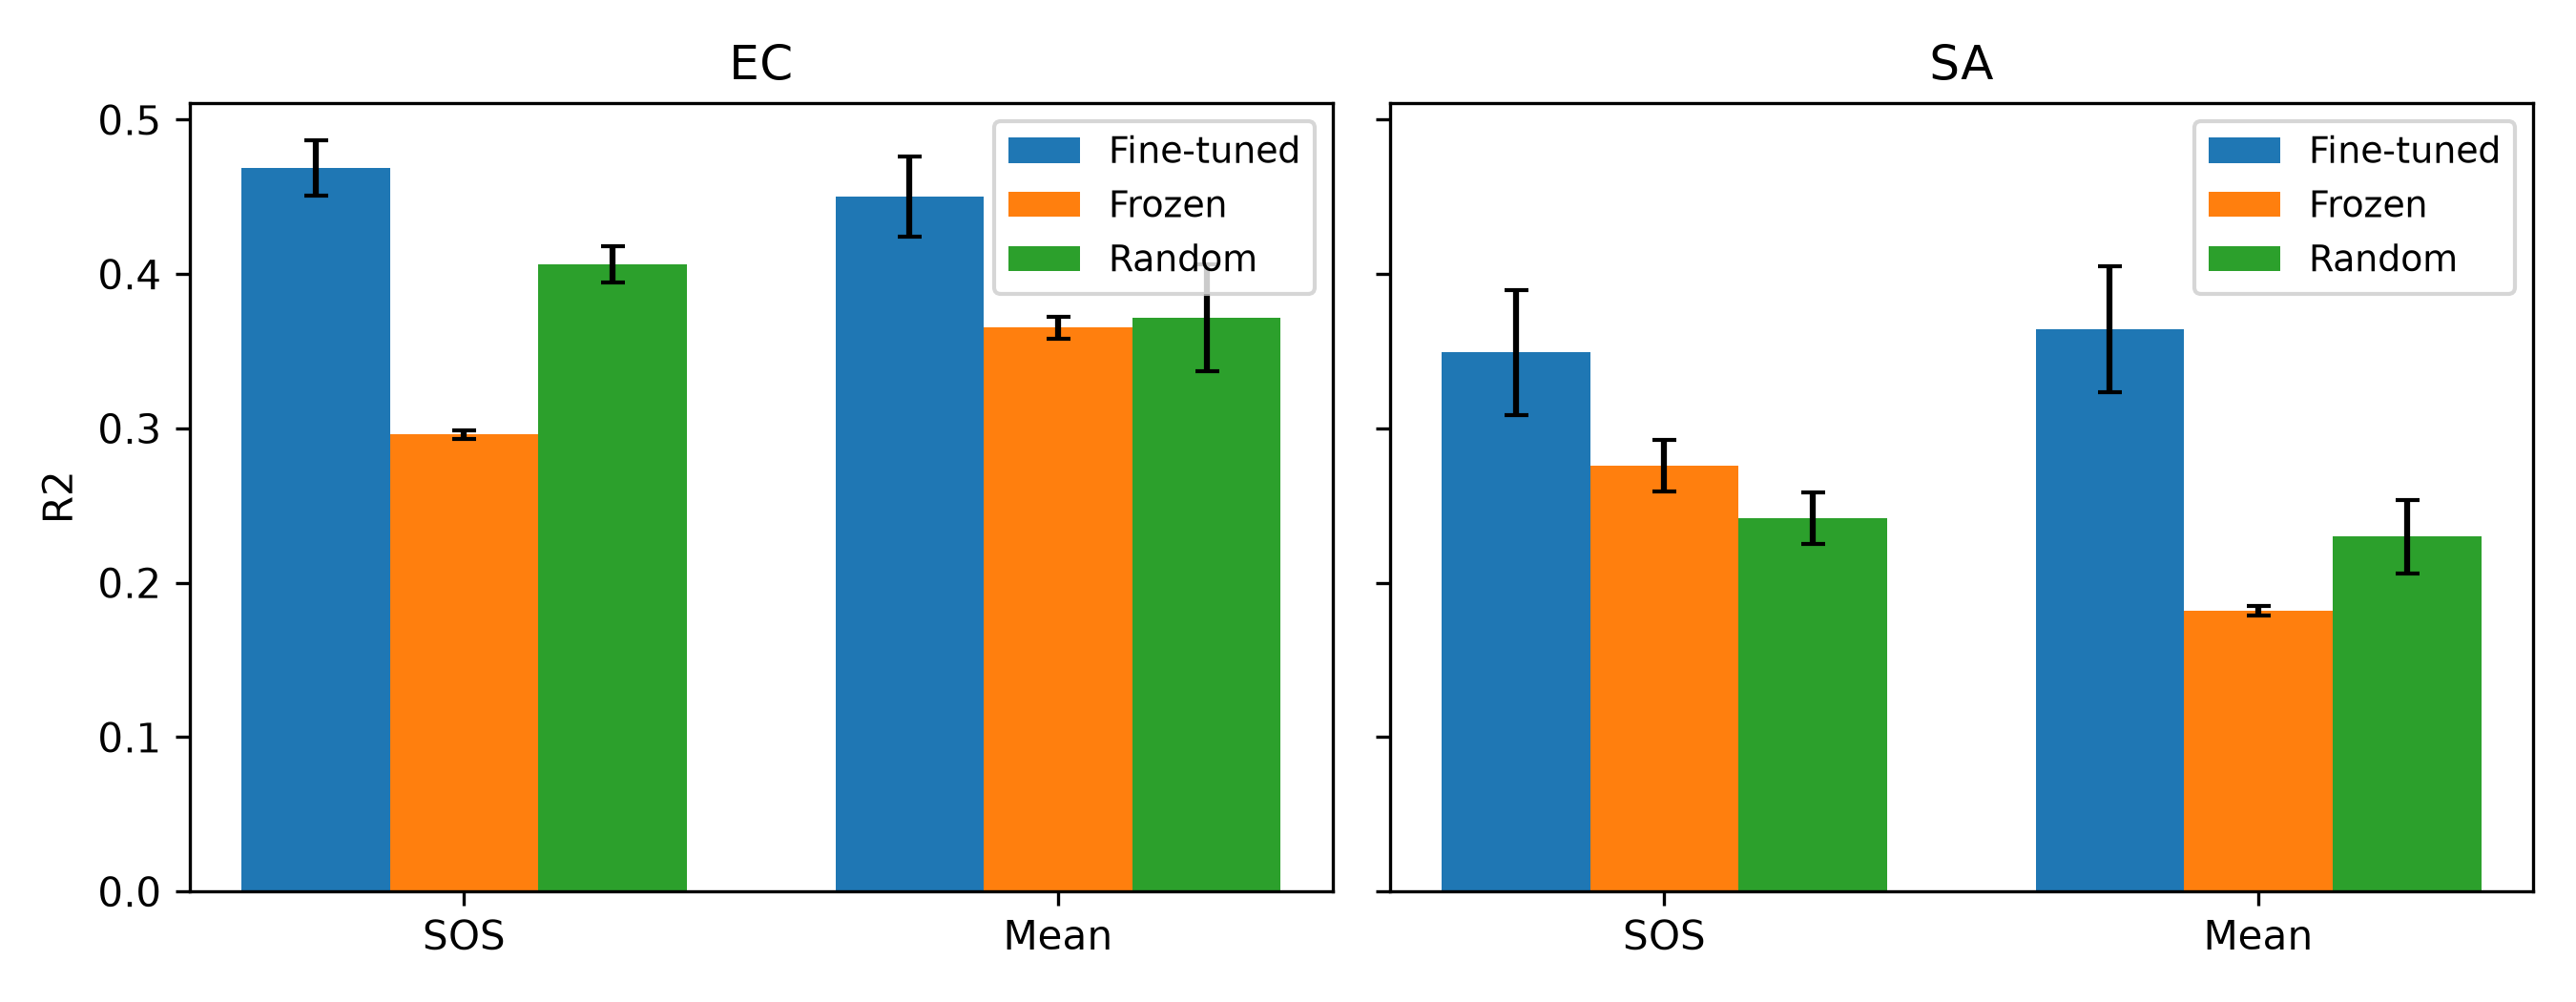 EC
SA
R2
0.5
0.4
0.3
0.2
0.1
0.0
Fine-tuned
Frozen
Random
SOS
Mean
Fine-tuned
Frozen
Random
SOS
Mean